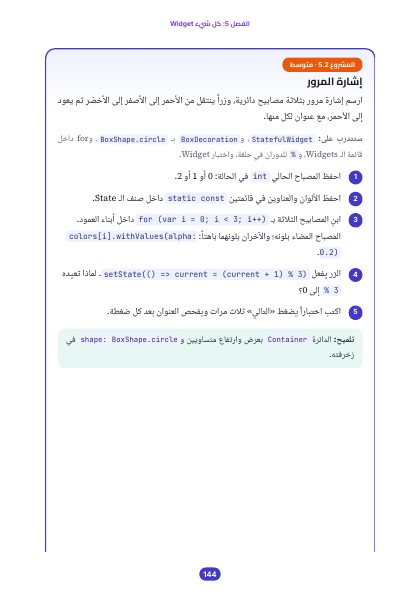 الفصل 5: كل شيء Widget
المشروع 5.2 · متوسط
إشارة المرور
ارسم إشارة مرور بثلاثة مصابيح دائرية، وزراً ينتقل من الأحمر إلى الأصفر إلى الأخضر ثم يعود
إلى الأحمر، مع عنوان لكل منها.
ستتدرب على: StatefulWidget، وBoxDecoration بـ BoxShape.circle، وfor داخل
قائمة الـ Widgets، و% للدوران في حلقة، واختبار Widget.
1 احفظ المصباح الحالي int في الحالة: 0 أو 1 أو 2.
2 احفظ الألوان والعناوين في قائمتين static const داخل صنف الـ State.
3 ابنِ المصابيح الثلاثة بـ for (var i = 0; i < 3; i++) داخل أبناء العمود.
المصباح المضاء بلونه؛ والآخران بلونهما باهتاً: colors[i].withValues(alpha:
0.2).
4 الزر يفعل setState(() => current = (current + 1) % 3). لماذا تعيده
% 3 إلى 0؟
5 اكتب اختباراً يضغط «التالي» ثلاث مرات ويفحص العنوان بعد كل ضغطة.
تلميح: الدائرة Container بعرض وارتفاع متساويين وshape: BoxShape.circle في
زخرفته.
144